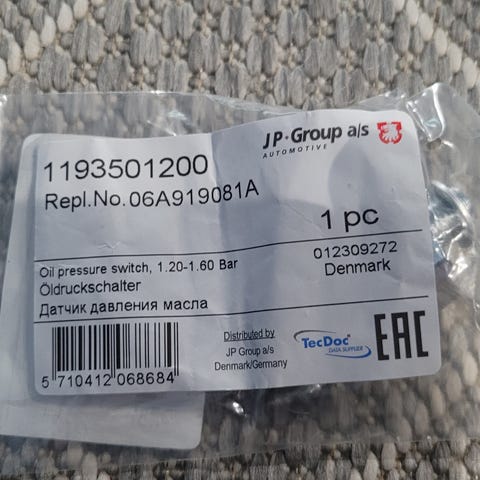 JP·Group a/s
AUTOMOTIVE
1193501200
Repl.No.06A919081A
1 pc
Oil pressure switch, 1.20-1.60 Bar
Öldruckschalter
Датчик давления масла
012309272
Denmark
5 710412 068684
Distributed by
JP Group a/s
Denmark/Germany
TecDoc
DATA SUPPLIER
EAC